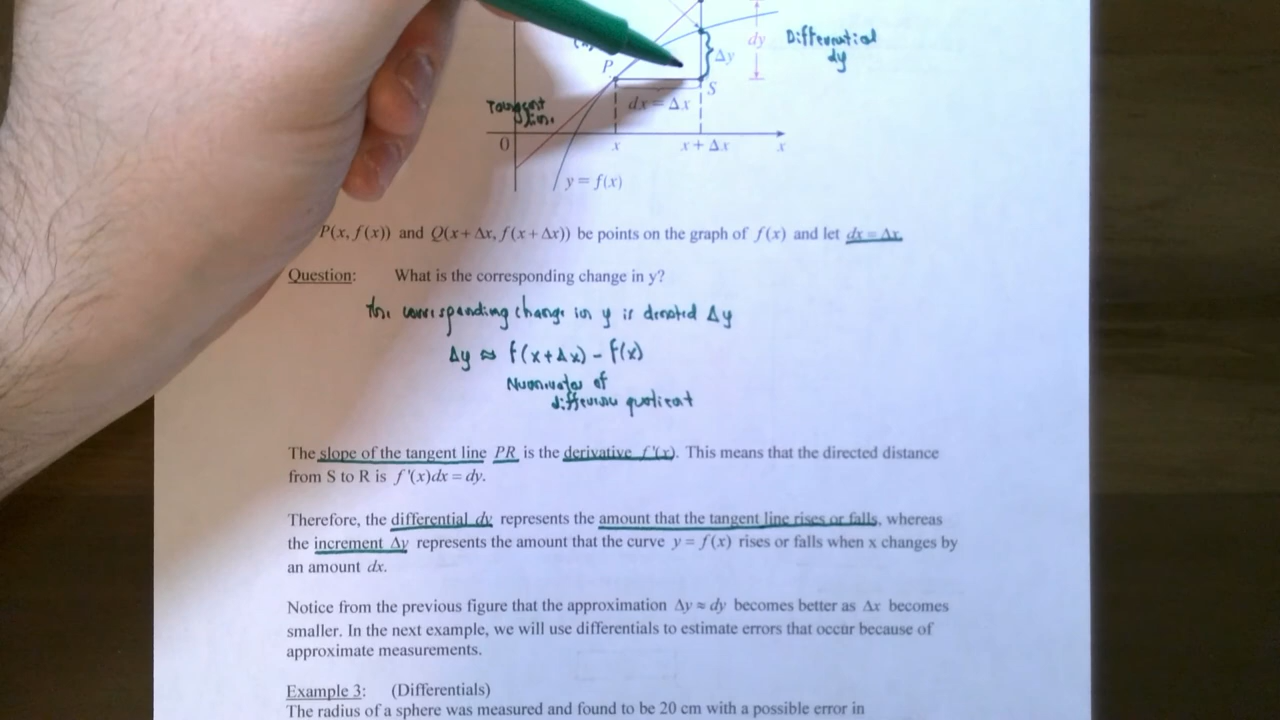 dy
Differential
dy
Δy
P
S
dx = Δx
Tangent
line
0
x
x + Δx
x
y = f(x)
P(x, f(x)) and Q(x + Δx, f(x + Δx)) be points on the graph of f(x) and let dx = Δx.
Question: What is the corresponding change in y?
the corresponding change in y is denoted Δy
Δy ≈ f(x+Δx) - f(x)
Numerator of
difference quotient
The slope of the tangent line PR is the derivative f'(x). This means that the directed distance
from S to R is f'(x)dx = dy.
Therefore, the differential dy represents the amount that the tangent line rises or falls, whereas
the increment Δy represents the amount that the curve y = f(x) rises or falls when x changes by
an amount dx.
Notice from the previous figure that the approximation Δy ≈ dy becomes better as Δx becomes
smaller. In the next example, we will use differentials to estimate errors that occur because of
approximate measurements.
Example 3: (Differentials)
The radius of a sphere was measured and found to be 20 cm with a possible error in